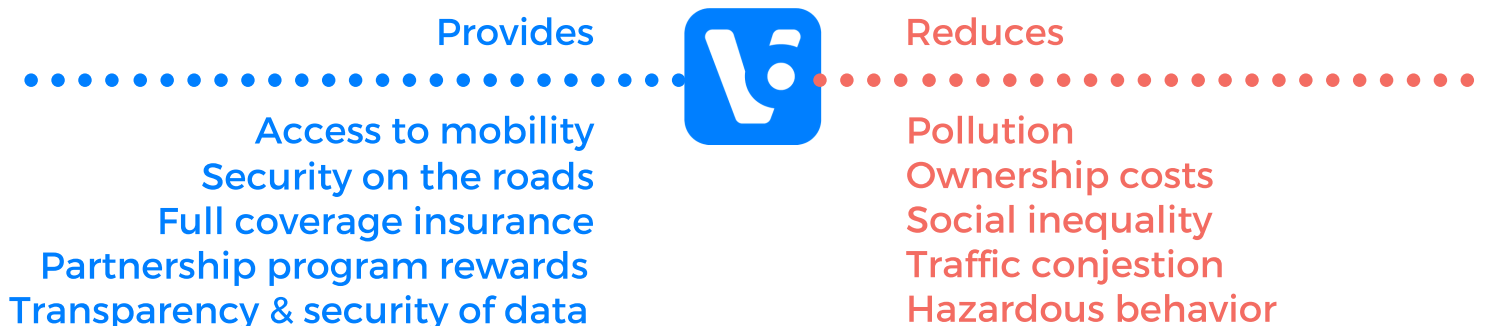 Provides
Access to mobility
Security on the roads
Full coverage insurance
Partnership program rewards
Transparency & security of data
Reduces
Pollution
Ownership costs
Social inequality
Traffic conjestion
Hazardous behavior